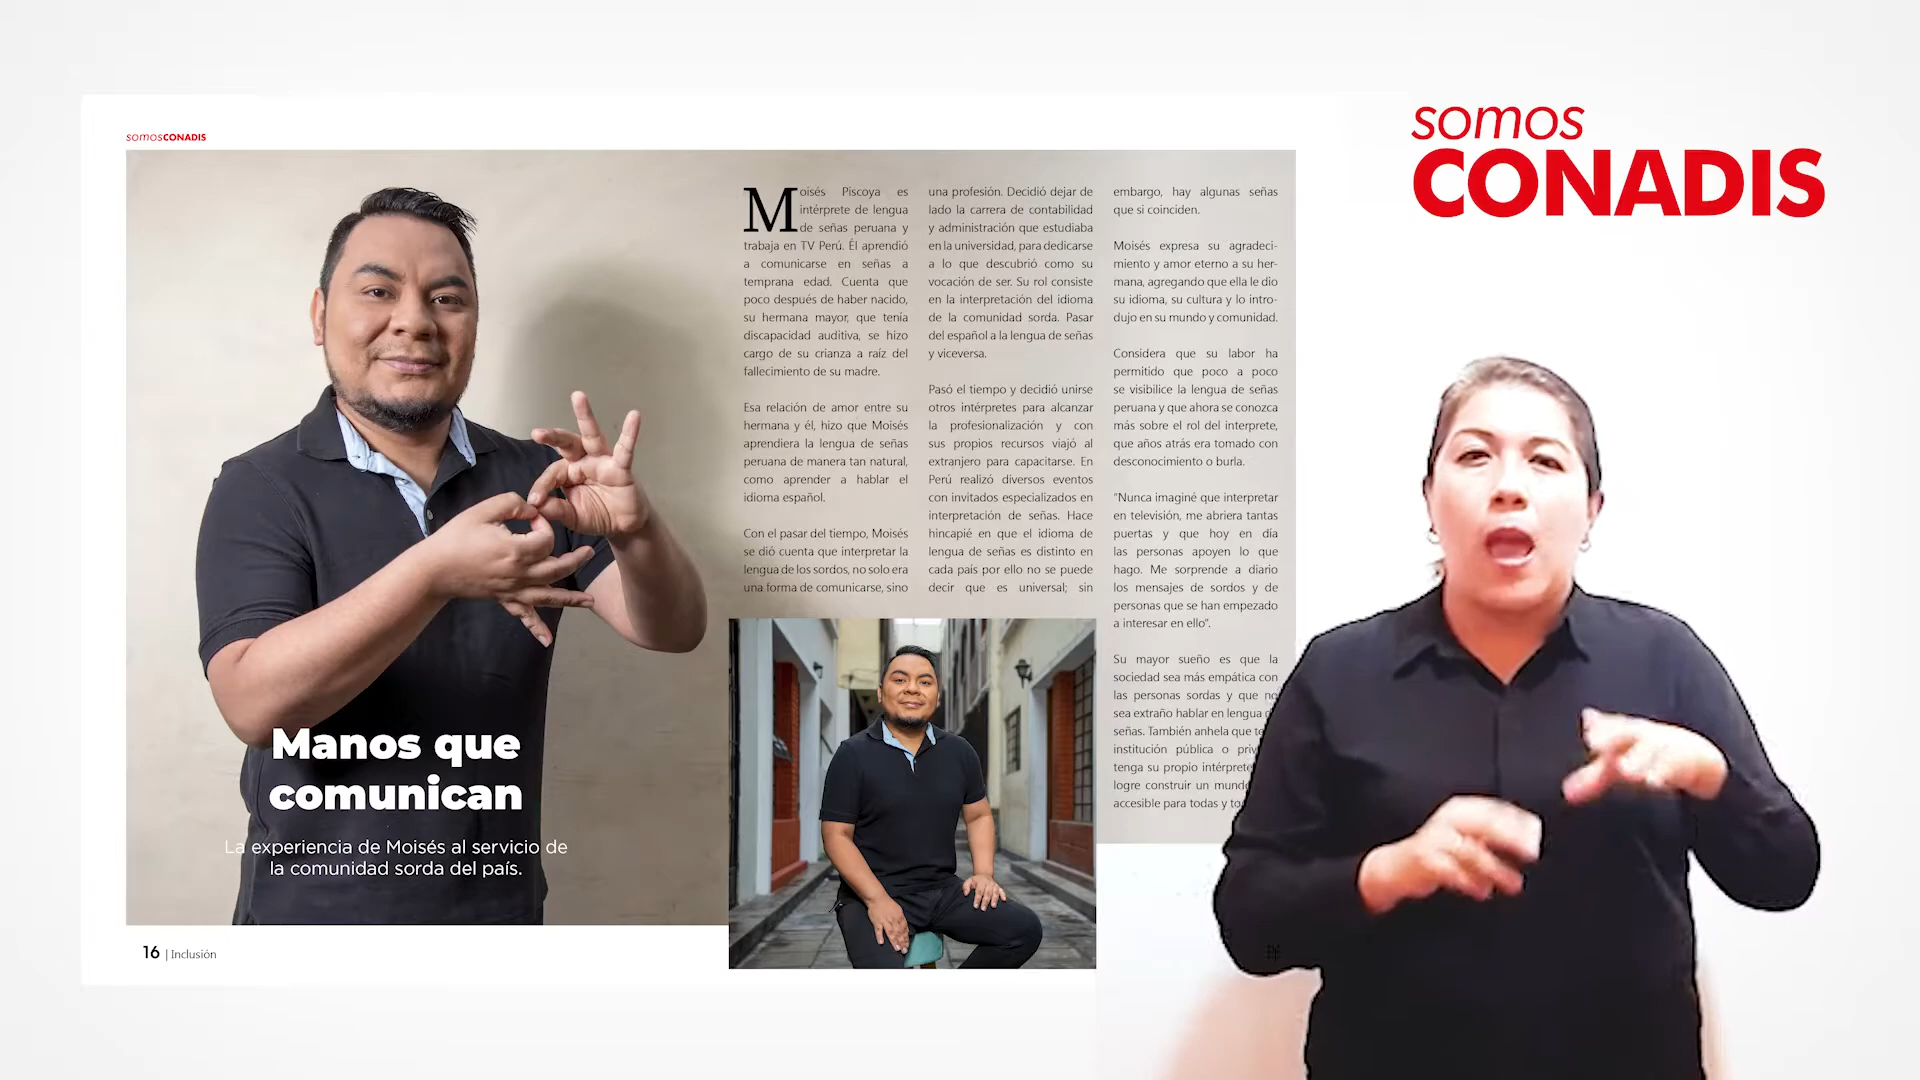 somosCONADIS
somos
CONADIS
Moisés Piscoya es
intérprete de lengua
de señas peruana y
trabaja en TV Perú. Él aprendió
a comunicarse en señas a
temprana edad. Cuenta que
poco después de haber nacido,
su hermana mayor, que tenía
discapacidad auditiva, se hizo
cargo de su crianza a raíz del
fallecimiento de su madre.
Esa relación de amor entre su
hermana y él, hizo que Moisés
aprendiera la lengua de señas
peruana de manera tan natural,
como aprender a hablar el
idioma español.
Con el pasar del tiempo, Moisés
se dió cuenta que interpretar la
lengua de los sordos, no solo era
una forma de comunicarse, sino
una profesión. Decidió dejar de
lado la carrera de contabilidad
y administración que estudiaba
en la universidad, para dedicarse
a lo que descubrió como su
vocación de ser. Su rol consiste
en la interpretación del idioma
de la comunidad sorda. Pasar
del español a la lengua de señas
y viceversa.
Pasó el tiempo y decidió unirse
otros intérpretes para alcanzar
la profesionalización y con
sus propios recursos viajó al
extranjero para capacitarse. En
Perú realizó diversos eventos
con invitados especializados en
interpretación de señas. Hace
hincapié en que el idioma de
lengua de señas es distinto en
cada país por ello no se puede
decir que es universal; sin
embargo, hay algunas señas
que si coinciden.
Moisés expresa su agradeci-
miento y amor eterno a su her-
mana, agregando que ella le dio
su idioma, su cultura y lo intro-
dujo en su mundo y comunidad.
Considera que su labor ha
permitido que poco a poco
se visibilice la lengua de señas
peruana y que ahora se conozca
más sobre el rol del interprete,
que años atrás era tomado con
desconocimiento o burla.
"Nunca imaginé que interpretar
en televisión, me abriera tantas
puertas y que hoy en día
las personas apoyen lo que
hago. Me sorprende a diario
los mensajes de sordos y de
personas que se han empezado
a interesar en ello".
Su mayor sueño es que la
sociedad sea más empática con
las personas sordas y que no
sea extraño hablar en lengua
señas. También anhela que
institución pública o
tenga su propio intérprete
logre construir un mundo
accesible para todas y
Manos que
comunican
La experiencia de Moisés al servicio de
la comunidad sorda del país.
16 | Inclusión